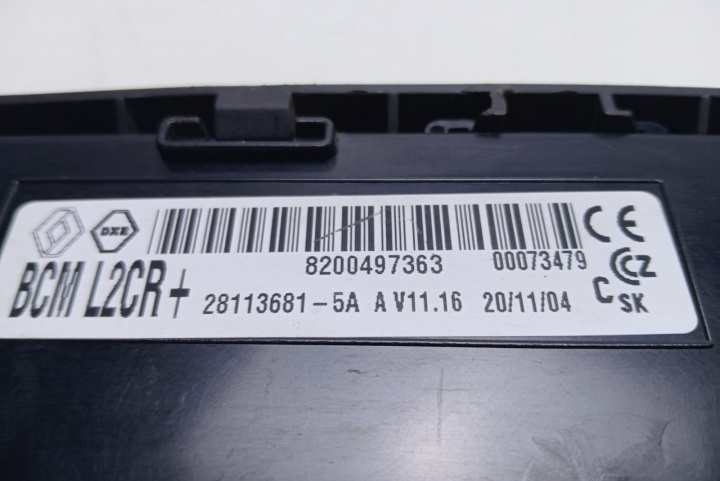 DXE
8200497363 00073479
CE
CZ
BCM L2CR+ 28113681-5A A V11.16 20/11/04
C SK